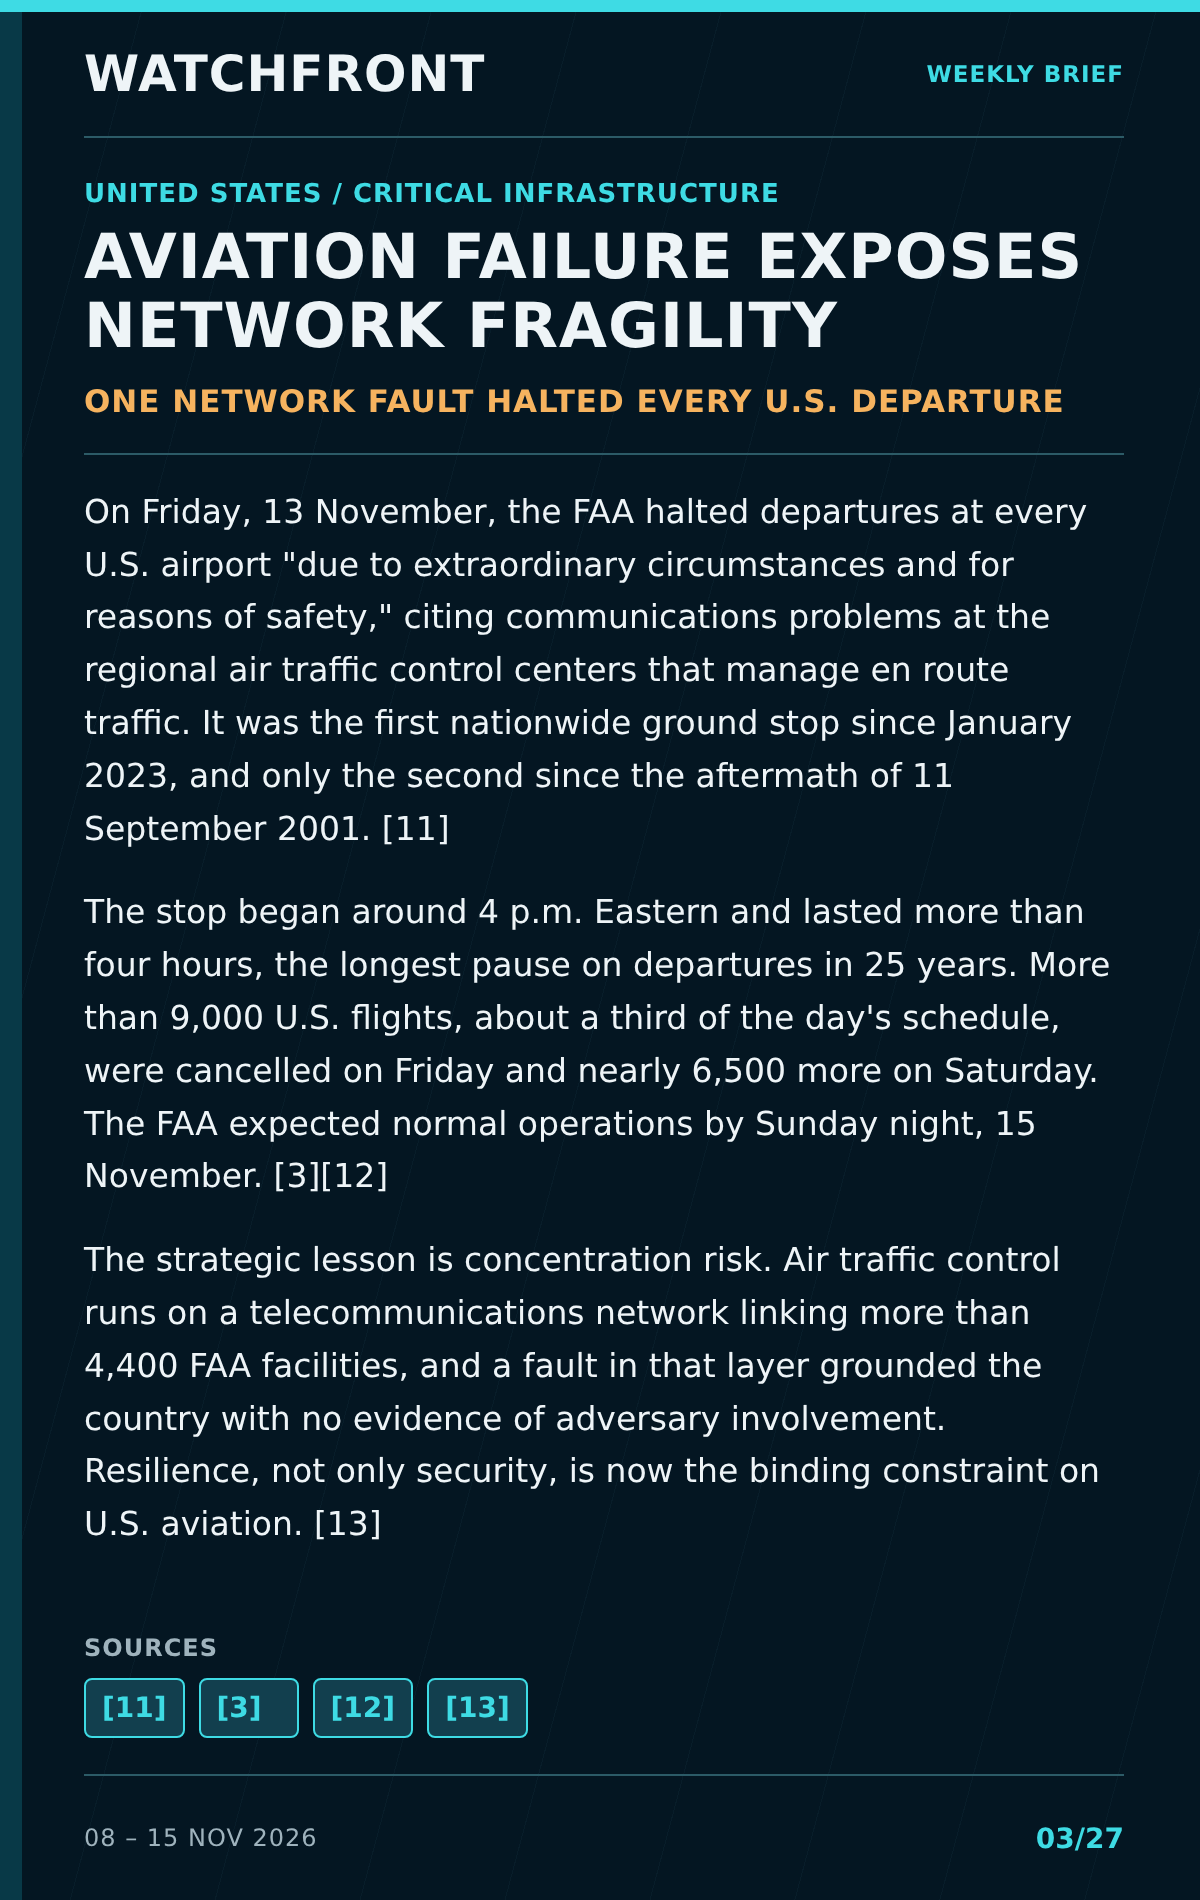 WATCHFRONT
WEEKLY BRIEF
UNITED STATES / CRITICAL INFRASTRUCTURE
AVIATION FAILURE EXPOSES
NETWORK FRAGILITY
ONE NETWORK FAULT HALTED EVERY U.S. DEPARTURE
On Friday, 13 November, the FAA halted departures at every
U.S. airport "due to extraordinary circumstances and for
reasons of safety," citing communications problems at the
regional air traffic control centers that manage en route
traffic. It was the first nationwide ground stop since January
2023, and only the second since the aftermath of 11
September 2001. [11]
The stop began around 4 p.m. Eastern and lasted more than
four hours, the longest pause on departures in 25 years. More
than 9,000 U.S. flights, about a third of the day's schedule,
were cancelled on Friday and nearly 6,500 more on Saturday.
The FAA expected normal operations by Sunday night, 15
November. [3][12]
The strategic lesson is concentration risk. Air traffic control
runs on a telecommunications network linking more than
4,400 FAA facilities, and a fault in that layer grounded the
country with no evidence of adversary involvement.
Resilience, not only security, is now the binding constraint on
U.S. aviation. [13]
SOURCES
[11] [3] [12] [13]
08 – 15 NOV 2026
03/27